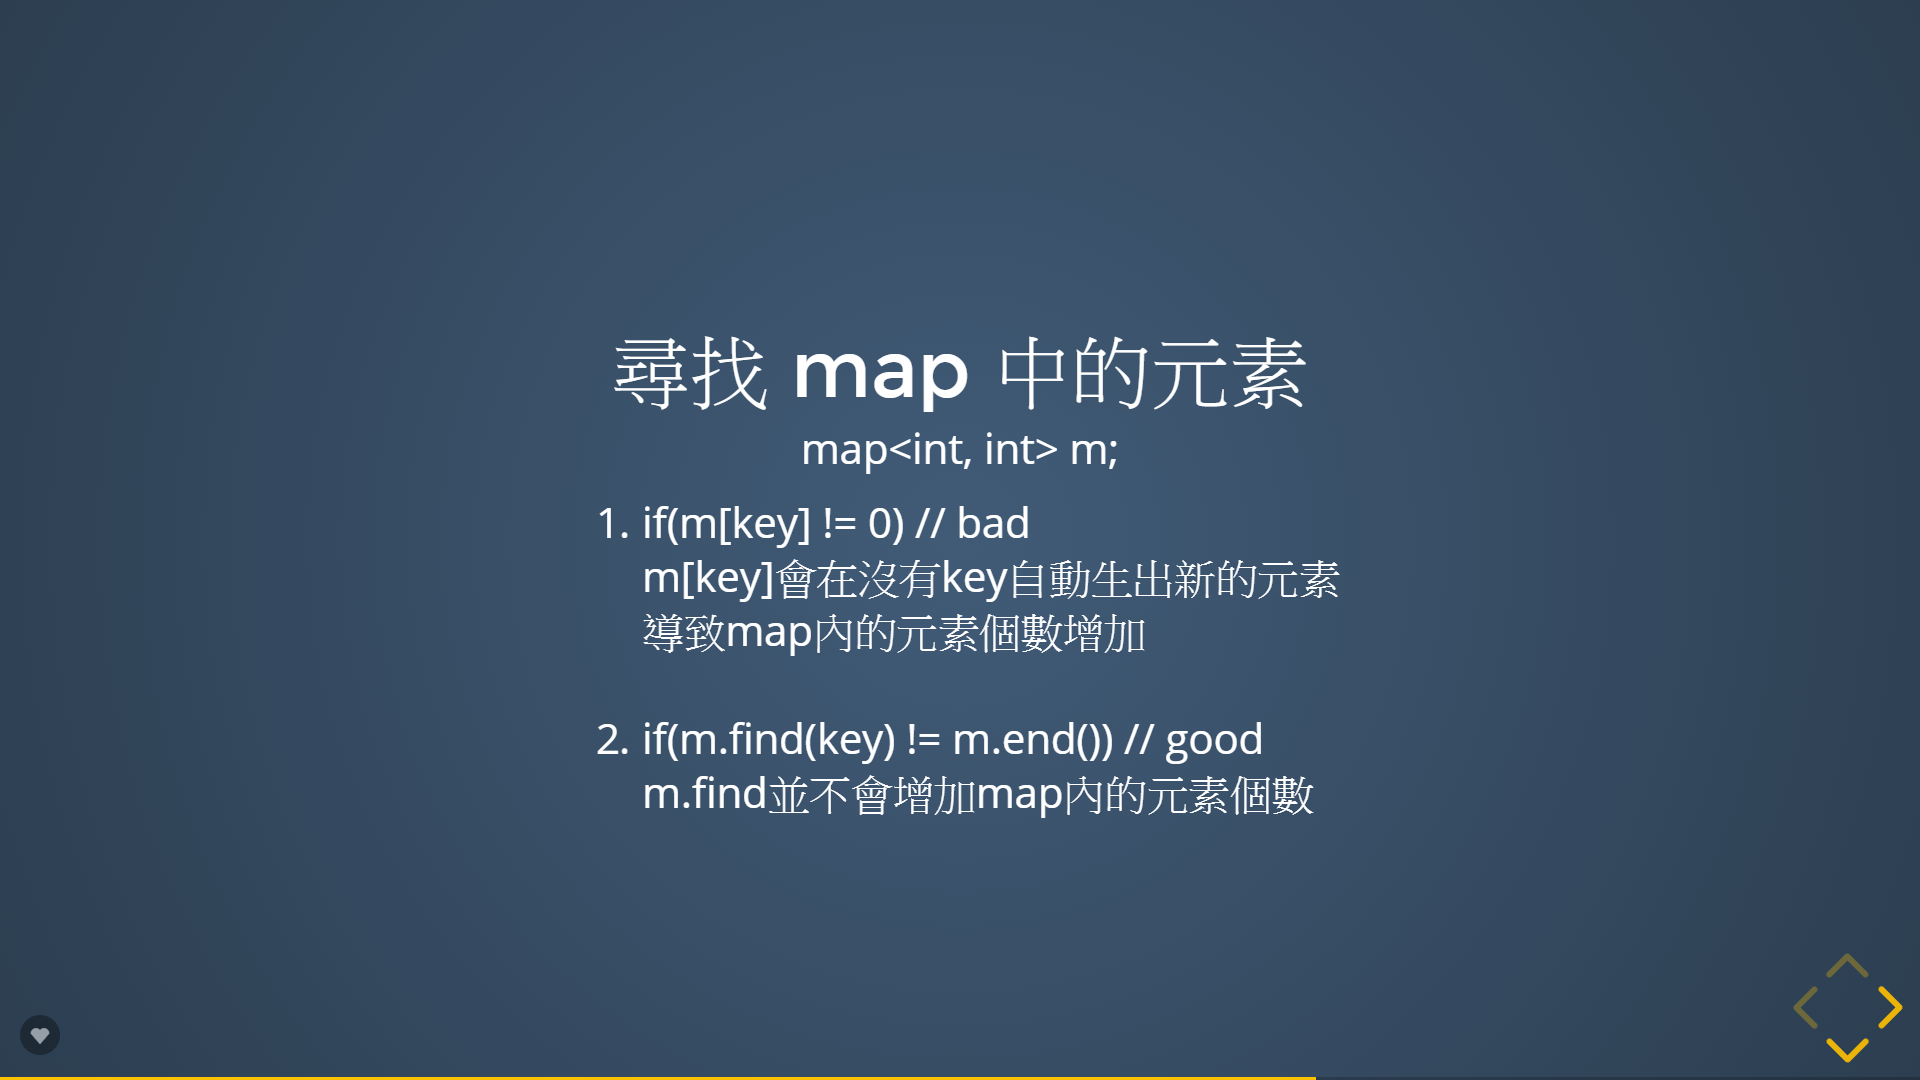 尋找 map 中的元素
map<int, int> m;
1. if(m[key] != 0) // bad
m[key]會在沒有key自動生出新的元素
導致map內的元素個數增加
2. if(m.find(key) != m.end()) // good
m.find並不會增加map內的元素個數